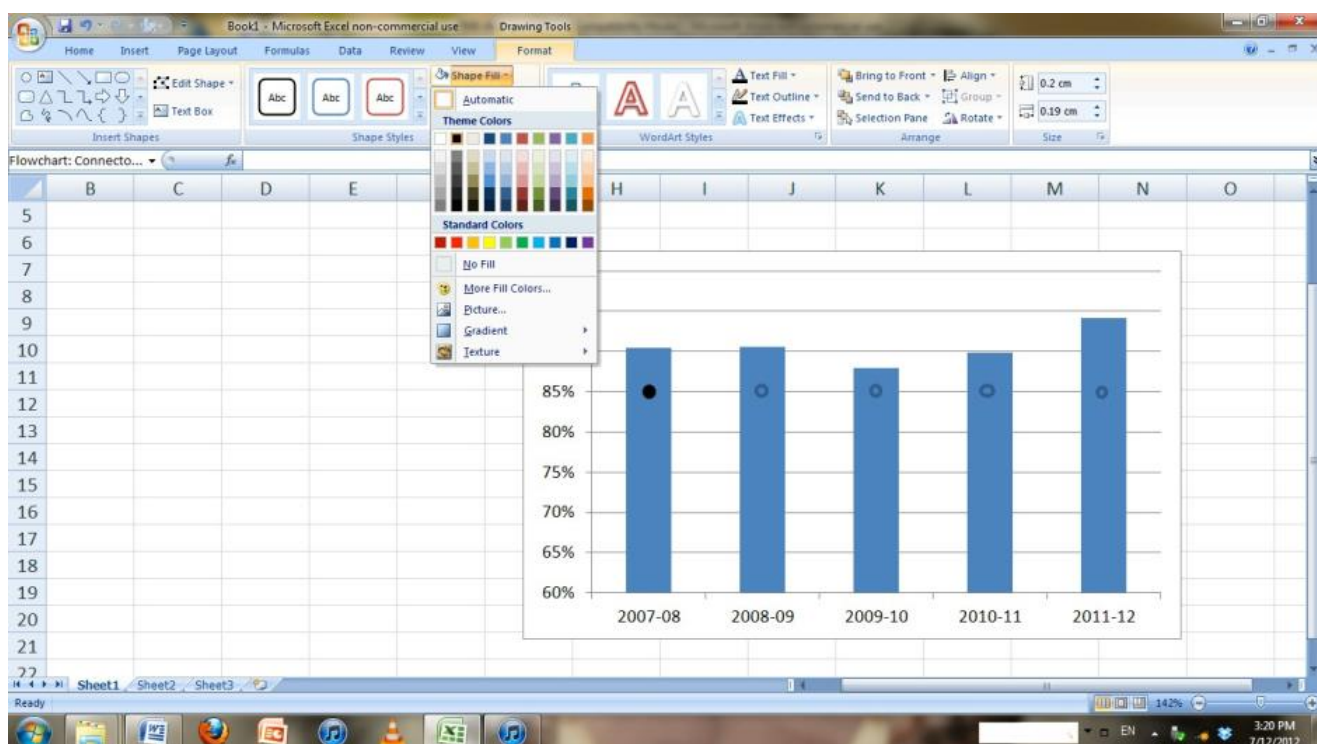 Book1 - Microsoft Excel non-commercial use
Drawing Tools
Home Insert Page Layout Formulas Data Review View Format
Edit Shape
Text Box
Insert Shapes
Abc Abc Abc
Shape Styles
Shape Fill
A A
WordArt Styles
Text Fill
Text Outline
Text Effects
Bring to Front
Send to Back
Selection Pane
Align
Group
Rotate
Arrange
0.2 cm
0.19 cm
Size
Automatic
Theme Colors
Standard Colors
No Fill
More Fill Colors...
Picture...
Gradient
Texture
Flowchart: Connecto...
fx
B C D E H I J K L M N O
5
6
7
8
9
10
11
12
13
14
15
16
17
18
19
20
21
22
85%
80%
75%
70%
65%
60%
2007-08 2008-09 2009-10 2010-11 2011-12
Sheet1 Sheet2 Sheet3
Ready
142%
EN
3:20 PM
7/12/2012